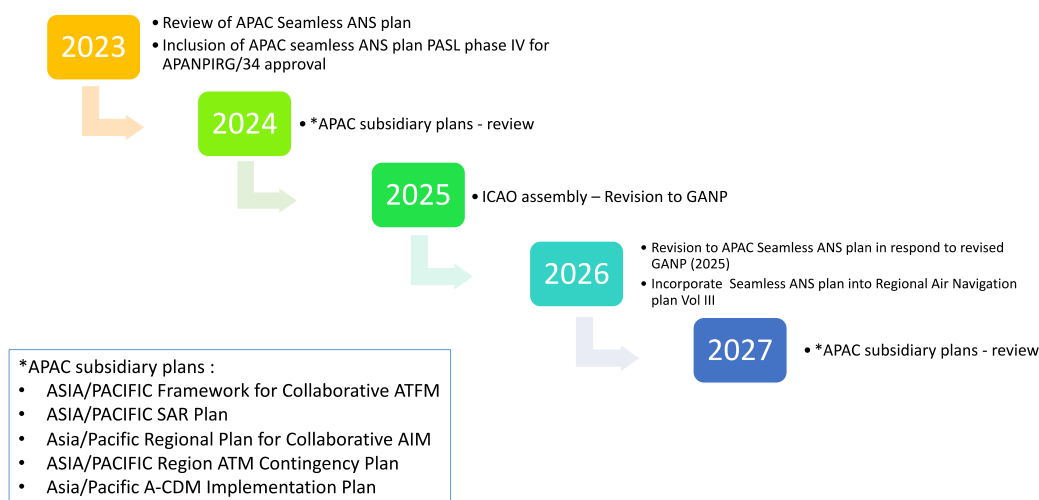 2023
• Review of APAC Seamless ANS plan
• Inclusion of APAC seamless ANS plan PASL phase IV for
APANPIRG/34 approval
2024
• *APAC subsidiary plans - review
2025
• ICAO assembly – Revision to GANP
2026
• Revision to APAC Seamless ANS plan in respond to revised
GANP (2025)
• Incorporate Seamless ANS plan into Regional Air Navigation
plan Vol III
2027
• *APAC subsidiary plans - review
*APAC subsidiary plans :
• ASIA/PACIFIC Framework for Collaborative ATFM
• ASIA/PACIFIC SAR Plan
• Asia/Pacific Regional Plan for Collaborative AIM
• ASIA/PACIFIC Region ATM Contingency Plan
• Asia/Pacific A-CDM Implementation Plan